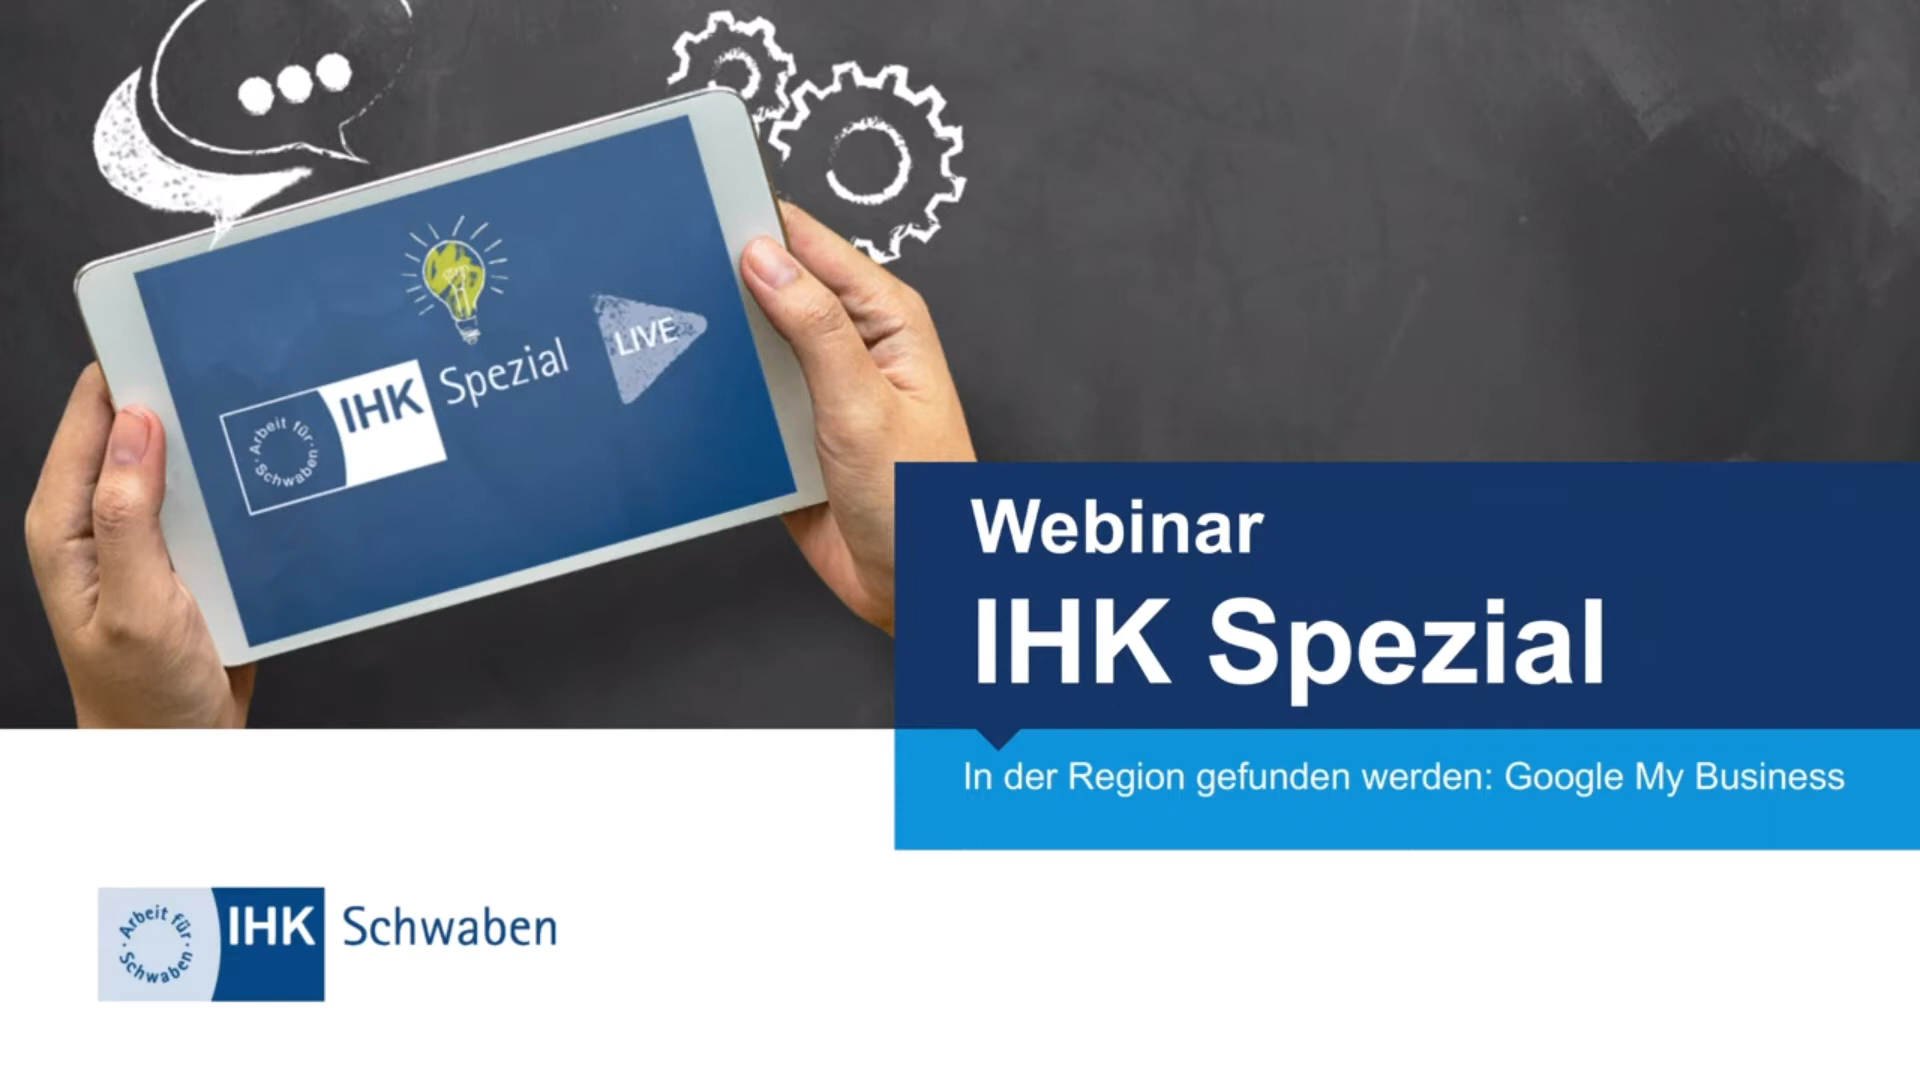 Arbeit für Schwaben
IHK Spezial
LIVE
Webinar
IHK Spezial
In der Region gefunden werden: Google My Business
Arbeit für Schwaben
IHK Schwaben